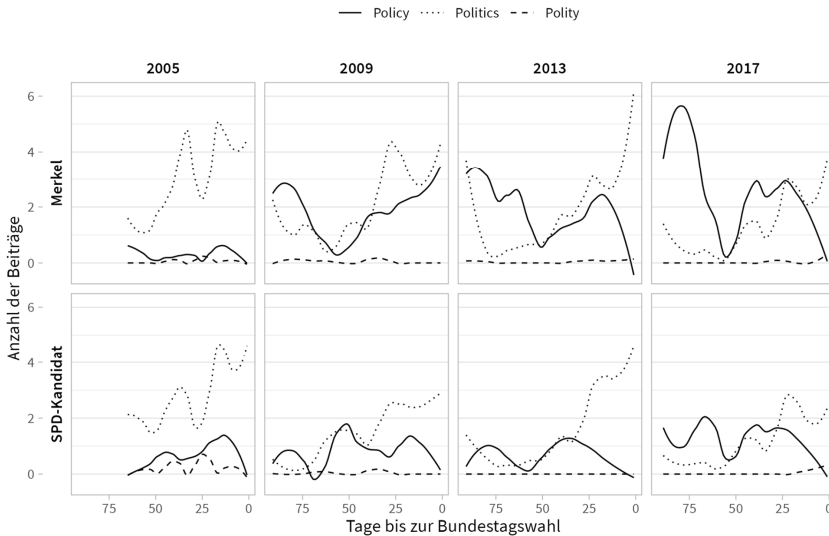 Policy Politics Polity
2005 2009 2013 2017
Anzahl der Beiträge
Merkel
6
4
2
0
SPD-Kandidat
6
4
2
0
75 50 25 0 75 50 25 0 75 50 25 0 75 50 25 0
Tage bis zur Bundestagswahl